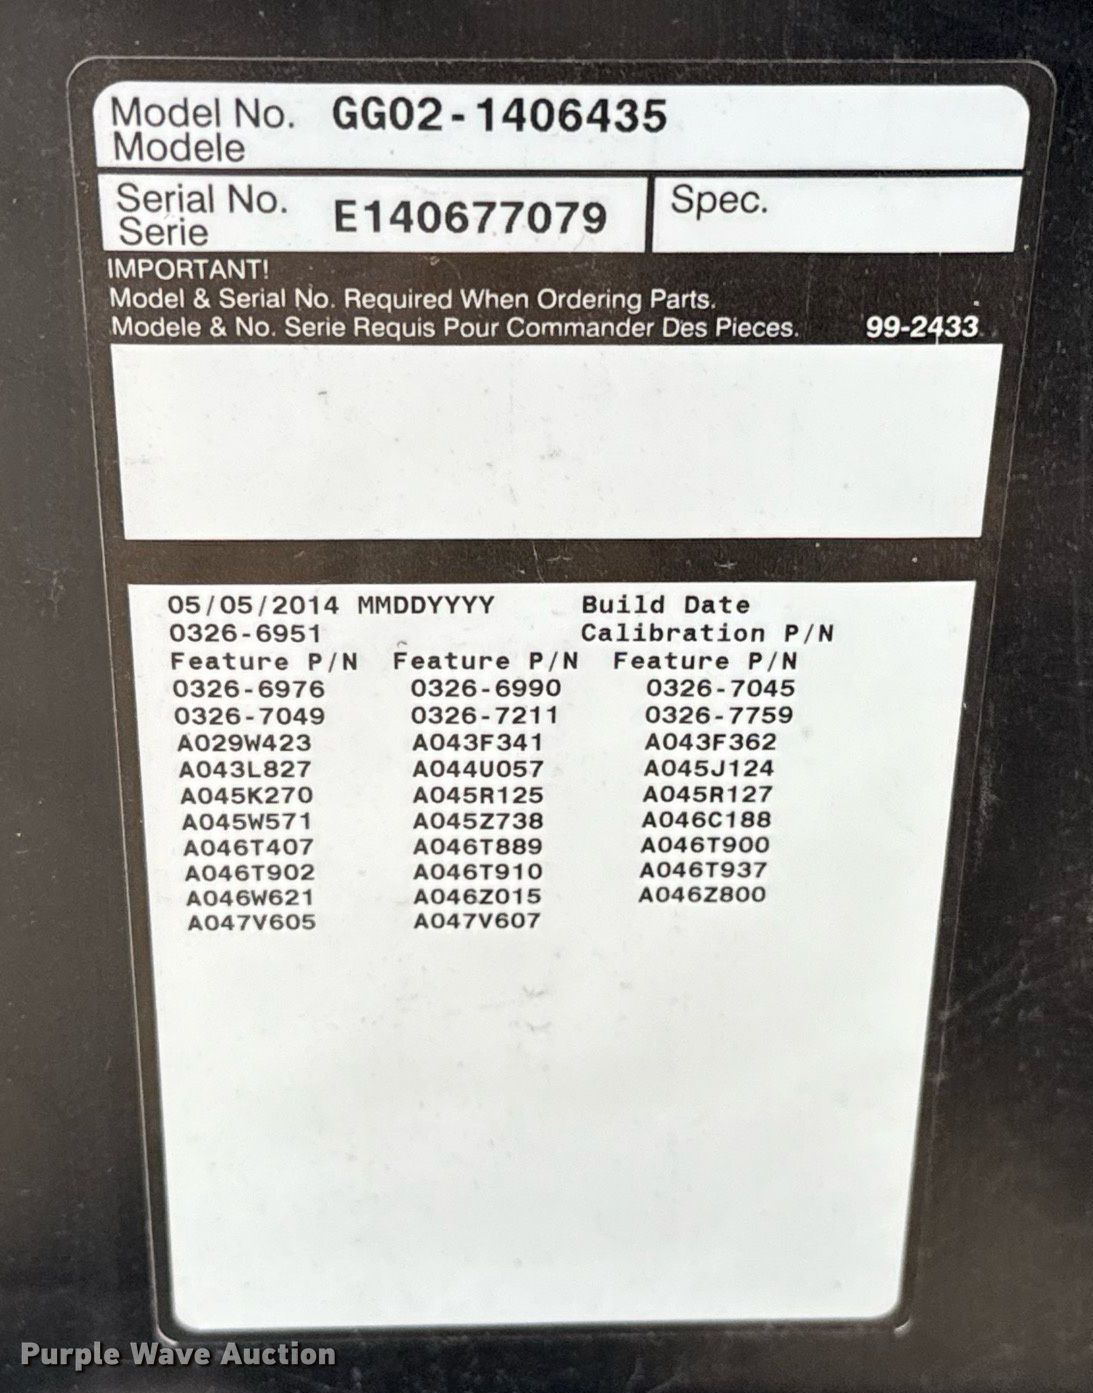 Model No. GG02-1406435
Modele
Serial No. E140677079 Spec.
Serie
IMPORTANT!
Model & Serial No. Required When Ordering Parts.
Modele & No. Serie Requis Pour Commander Des Pieces. 99-2433
05/05/2014 MMDDYYYY Build Date
0326-6951 Calibration P/N
Feature P/N Feature P/N Feature P/N
0326-6976 0326-6990 0326-7045
0326-7049 0326-7211 0326-7759
A029W423 A043F341 A043F362
A043L827 A044U057 A045J124
A045K270 A045R125 A045R127
A045W571 A045Z738 A046C188
A046T407 A046T889 A046T900
A046T902 A046T910 A046T937
A046W621 A046Z015 A046Z800
A047V605 A047V607
Purple Wave Auction